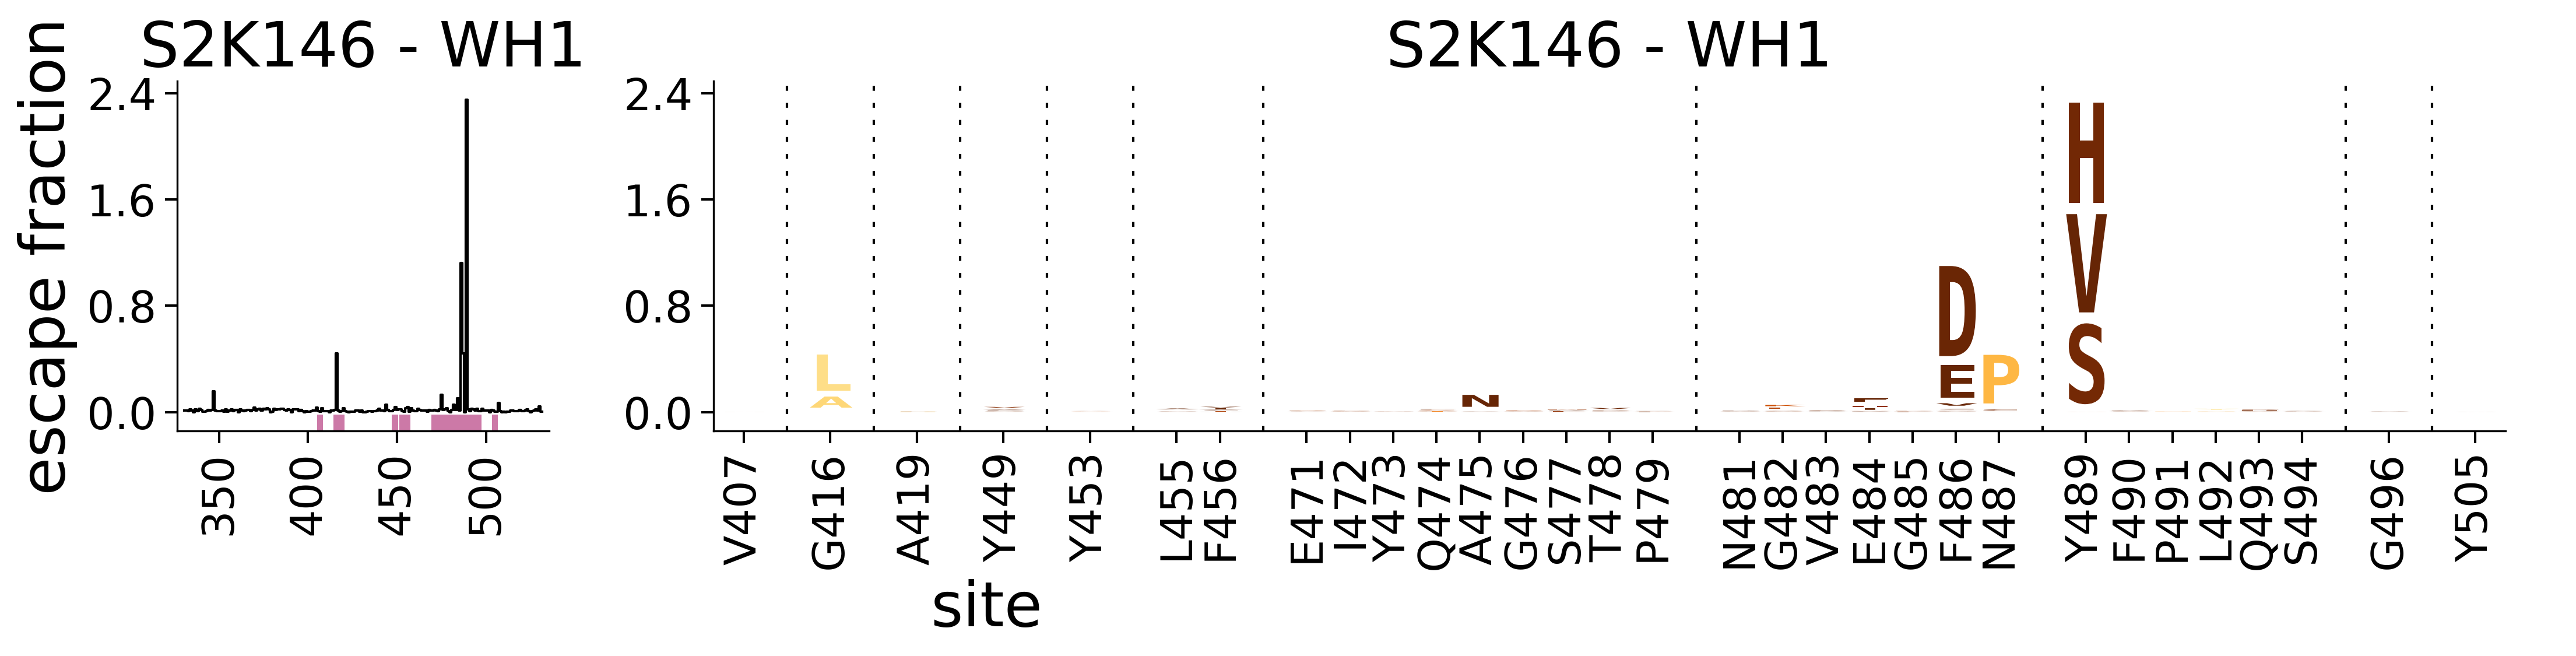 S2K146 - WH1
S2K146 - WH1
escape fraction
2.4
1.6
0.8
0.0
350
400
450
500
2.4
1.6
0.8
0.0
L
A
N
D
E
P
H
V
S
V407
G416
A419
Y449
Y453
L455
F456
E471
I472
Y473
Q474
A475
G476
S477
T478
P479
N481
G482
V483
E484
G485
F486
N487
Y489
F490
P491
L492
Q493
S494
G496
Y505
site